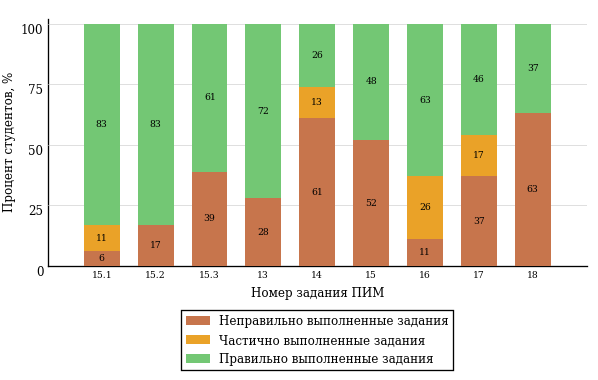 Процент студентов, %
100
75
50
25
0
83 83 61 72 26 48 63 46 37
11 13 26 17
6 17 39 28 61 52 11 37 63
15.1 15.2 15.3 13 14 15 16 17 18
Номер задания ПИМ
Неправильно выполненные задания
Частично выполненные задания
Правильно выполненные задания